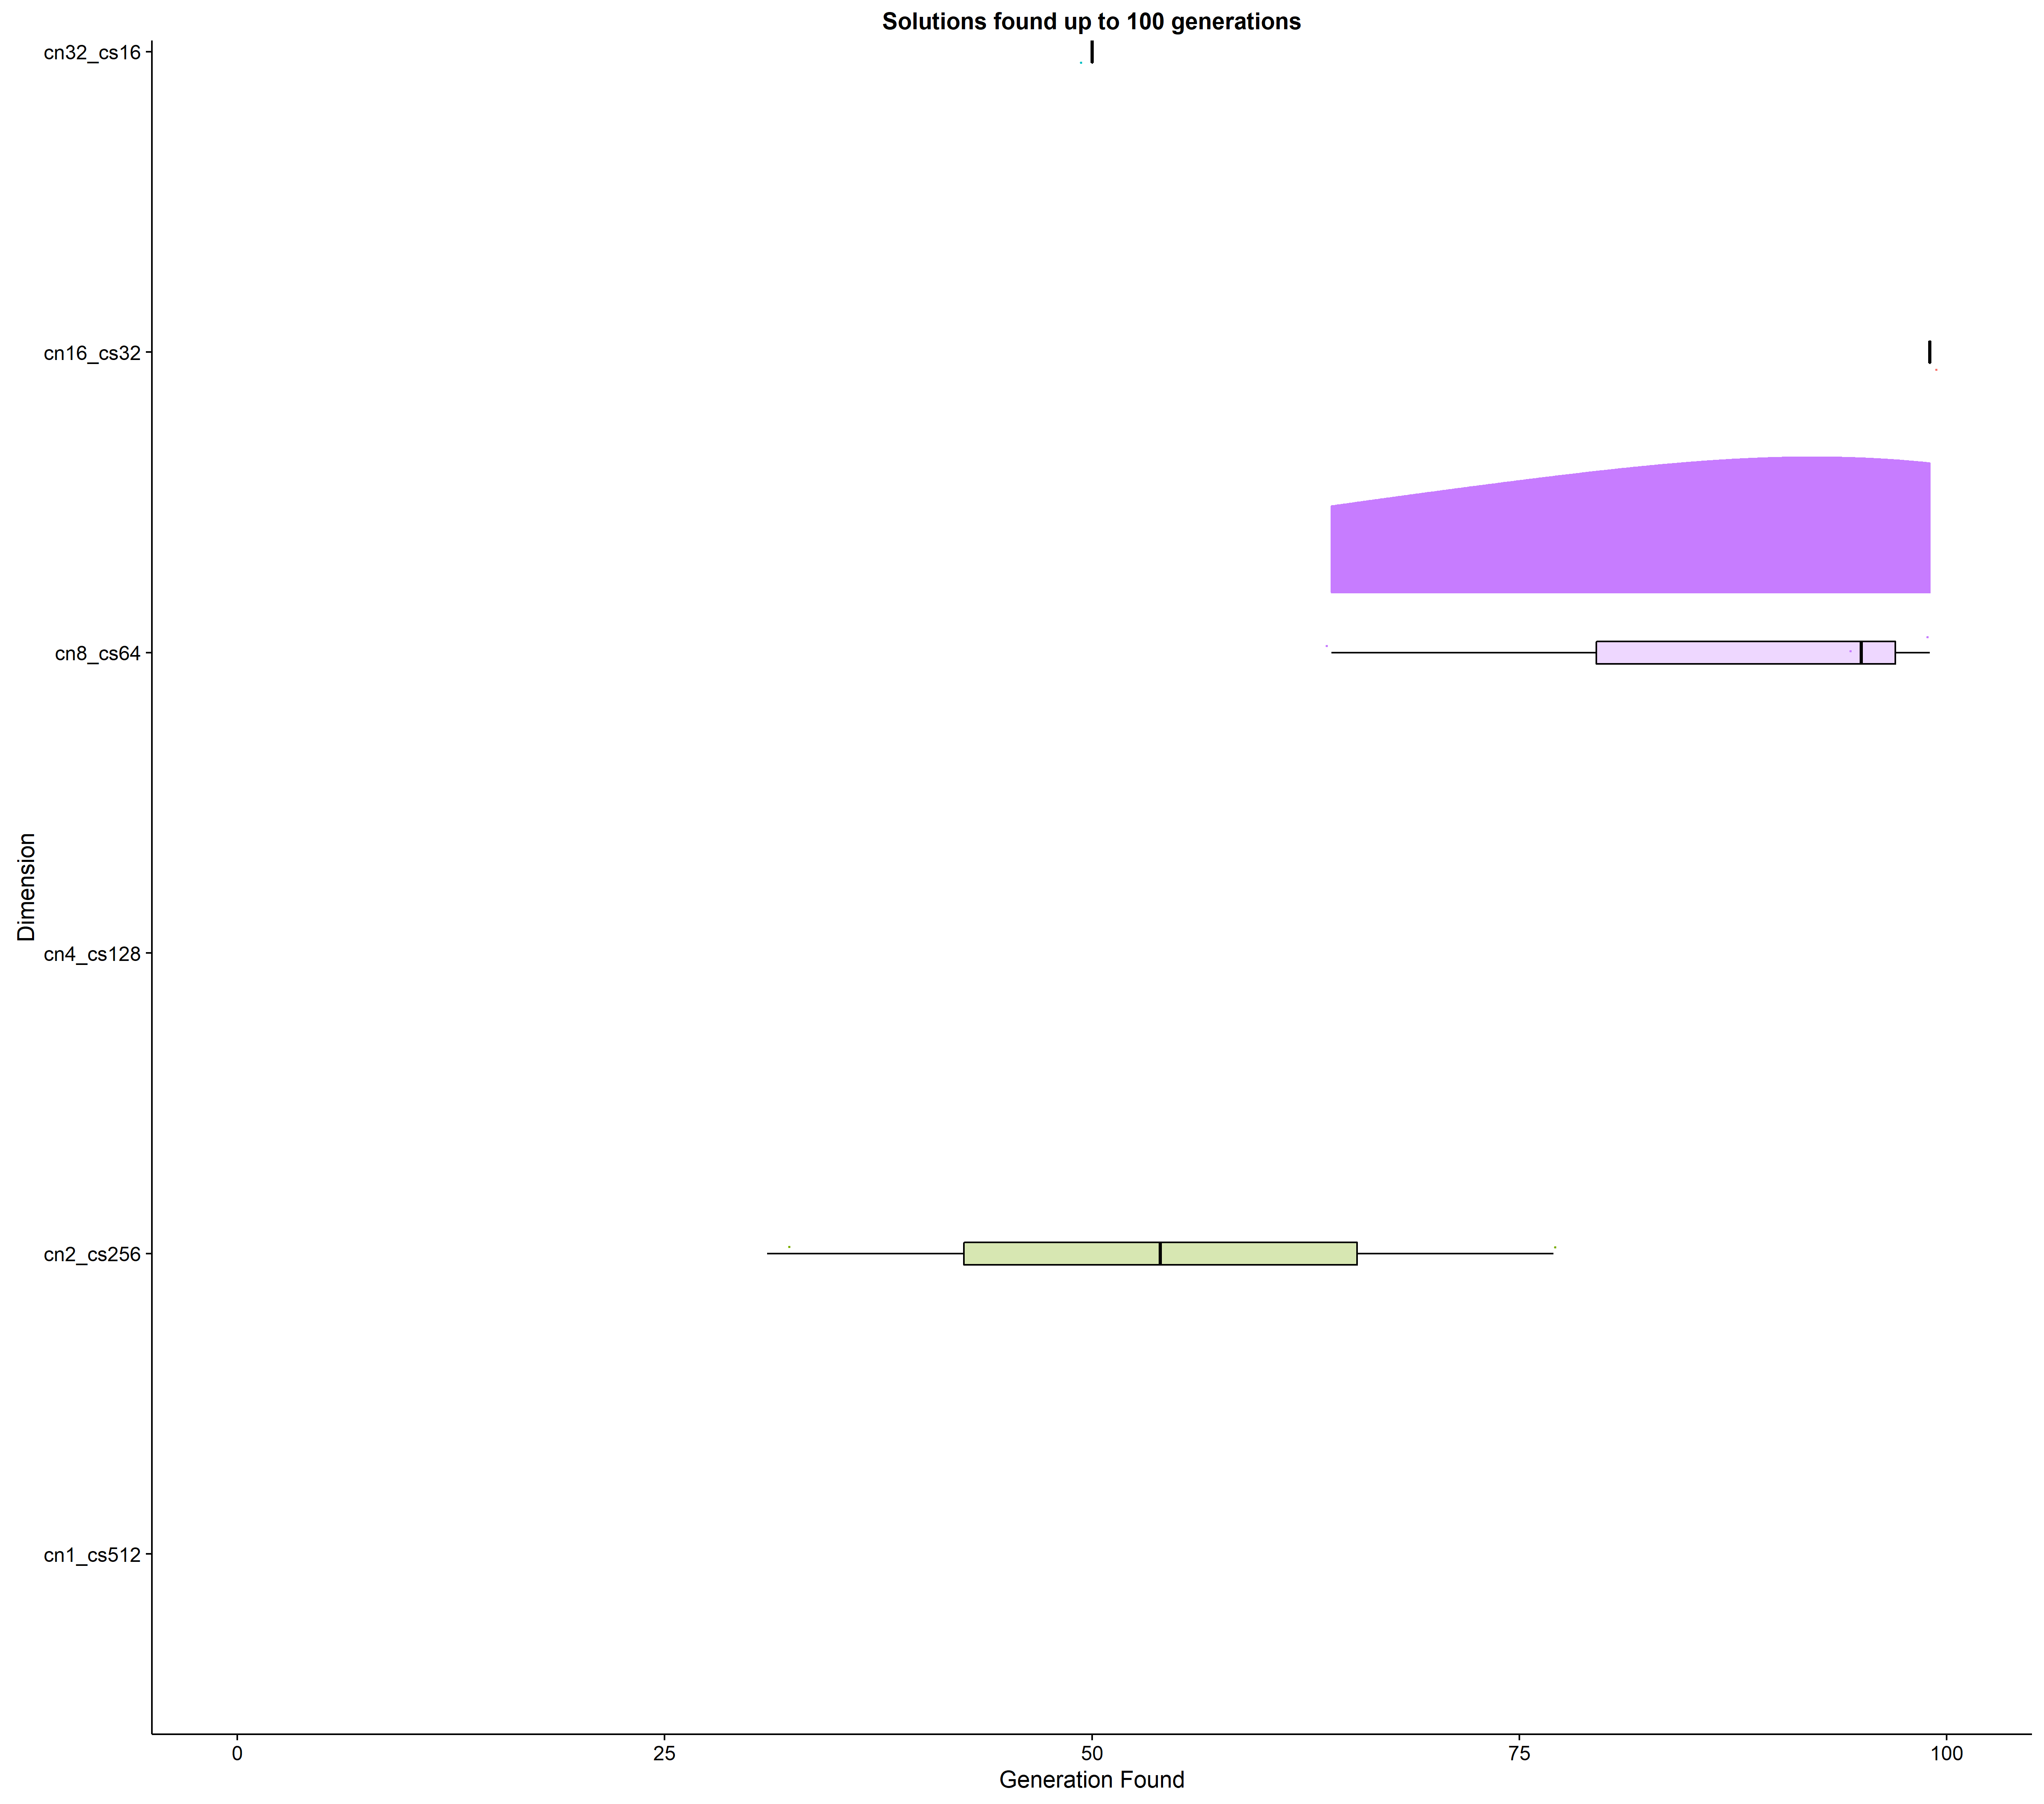 Solutions found up to 100 generations
cn32_cs16
cn16_cs32
cn8_cs64
cn4_cs128
cn2_cs256
cn1_cs512
Dimension
0 25 50 75 100
Generation Found